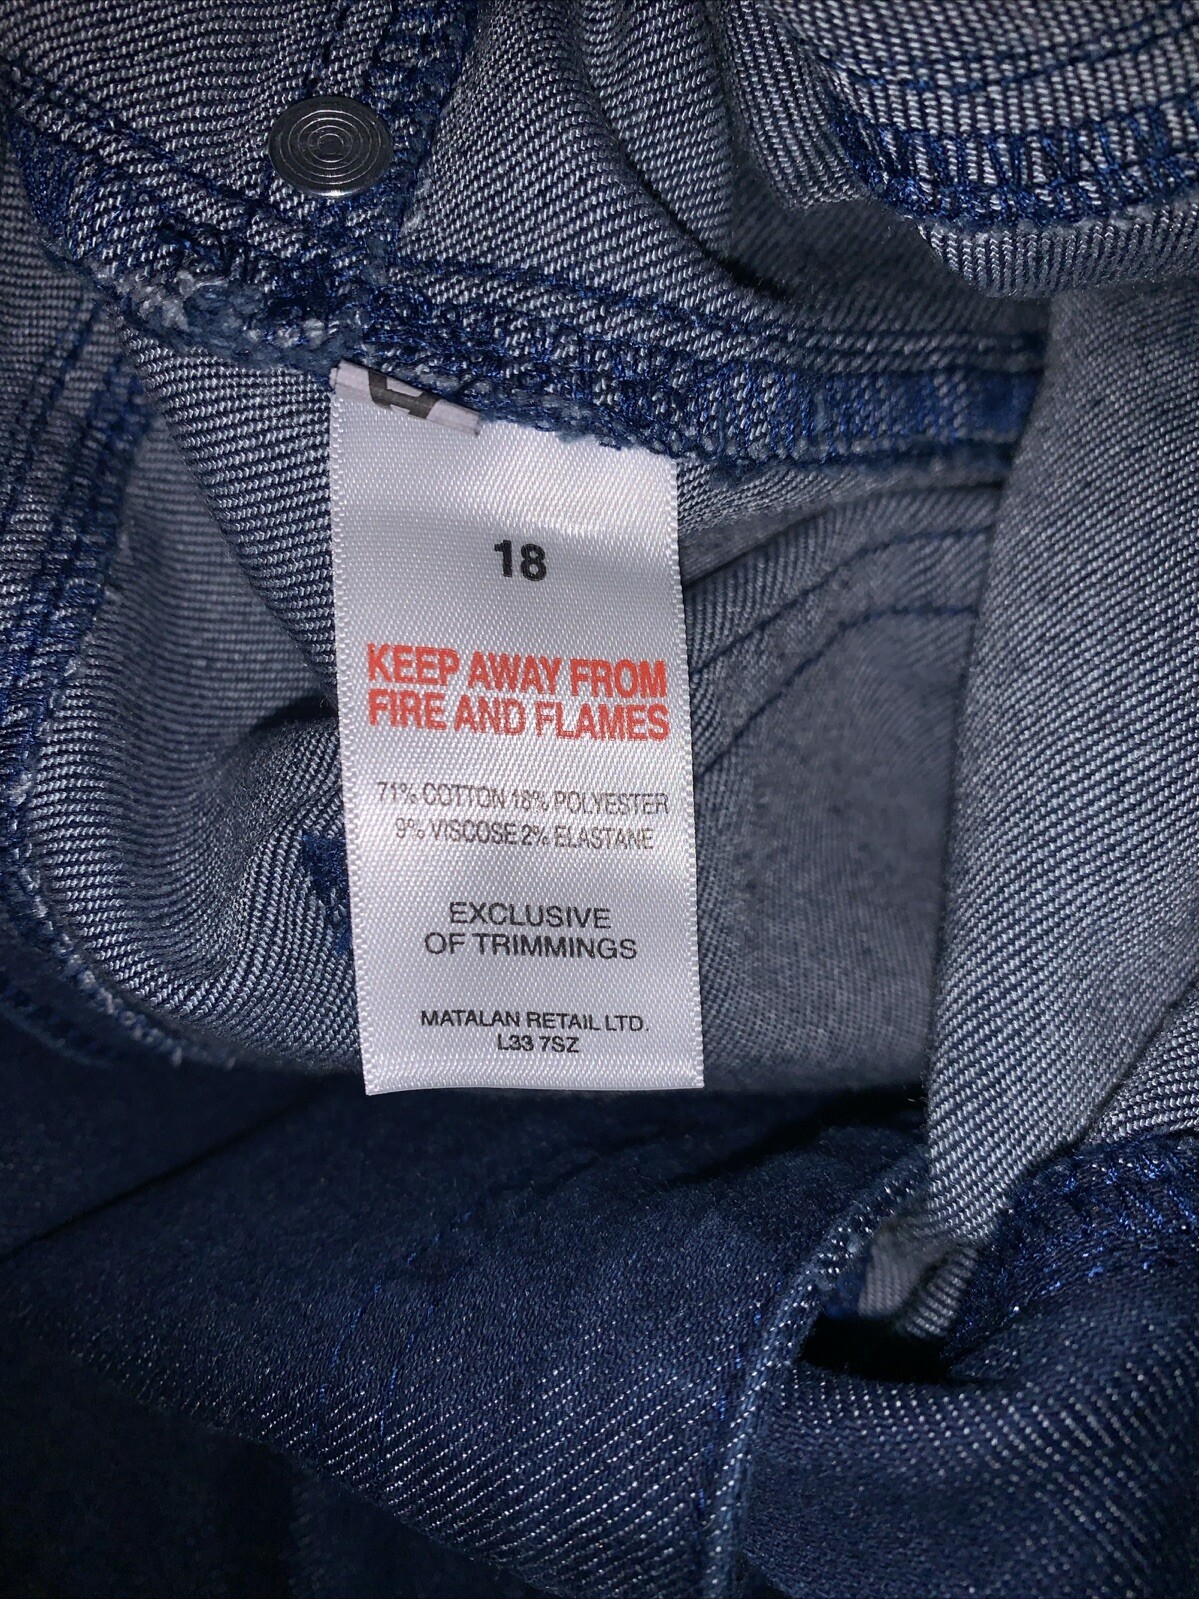 18
KEEP AWAY FROM
FIRE AND FLAMES
71% COTTON 18% POLYESTER
9% VISCOSE 2% ELASTANE
EXCLUSIVE
OF TRIMMINGS
MATALAN RETAIL LTD.
L33 7SZ